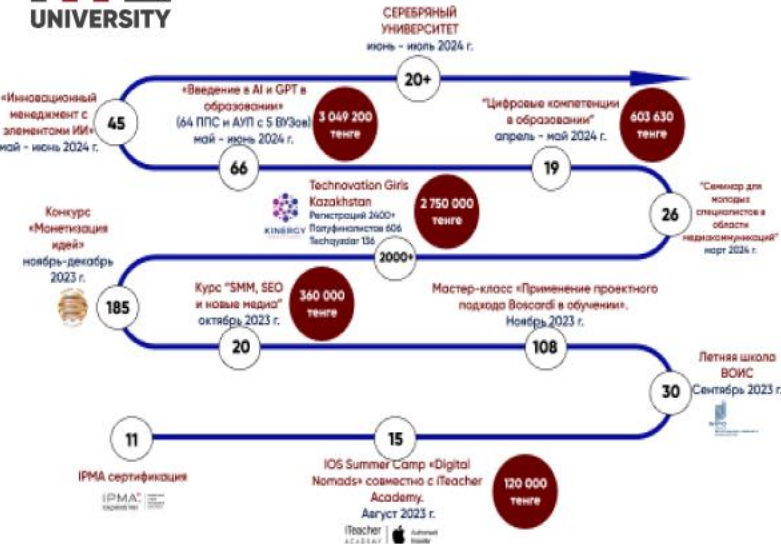 UNIVERSITY
СЕРЕБРЯНЫЙ
УНИВЕРСИТЕТ
июнь - июль 2024 г.
20+
«Инновационный
менеджмент с
элементами ИИ»
май - июнь 2024 г.
45
«Введение в AI и GPT в
образовании»
(64 ППС и АУП с 5 ВУЗов)
май - июнь 2024 г.
66
3 049 200
тенге
"Цифровые компетенции
в образовании"
апрель - май 2024 г.
19
603 630
тенге
"Семинар для
молодых
специалистов в
области
медиакоммуникаций"
март 2024 г.
26
KINERGY
Technovation Girls
Kazakhstan
Регистраций 2400+
Полуфиналистов 606
Techqyzdar 136
2 750 000
тенге
2000+
Конкурс
«Монетизация
идей»
ноябрь-декабрь
2023 г.
185
Курс "SMM, SEO
и новые медиа"
октябрь 2023 г.
20
360 000
тенге
Мастер-класс «Применение проектного
подхода Boscardi в обучении».
Ноябрь 2023 г.
108
Летняя школа
ВОИС
Сентябрь 2023 г.
30
11
IPMA сертификация
IPMA
15
IOS Summer Camp «Digital
Nomads» совместно с iTeacher
Academy.
Август 2023 г.
120 000
тенге
iTeacher
ACADEMY